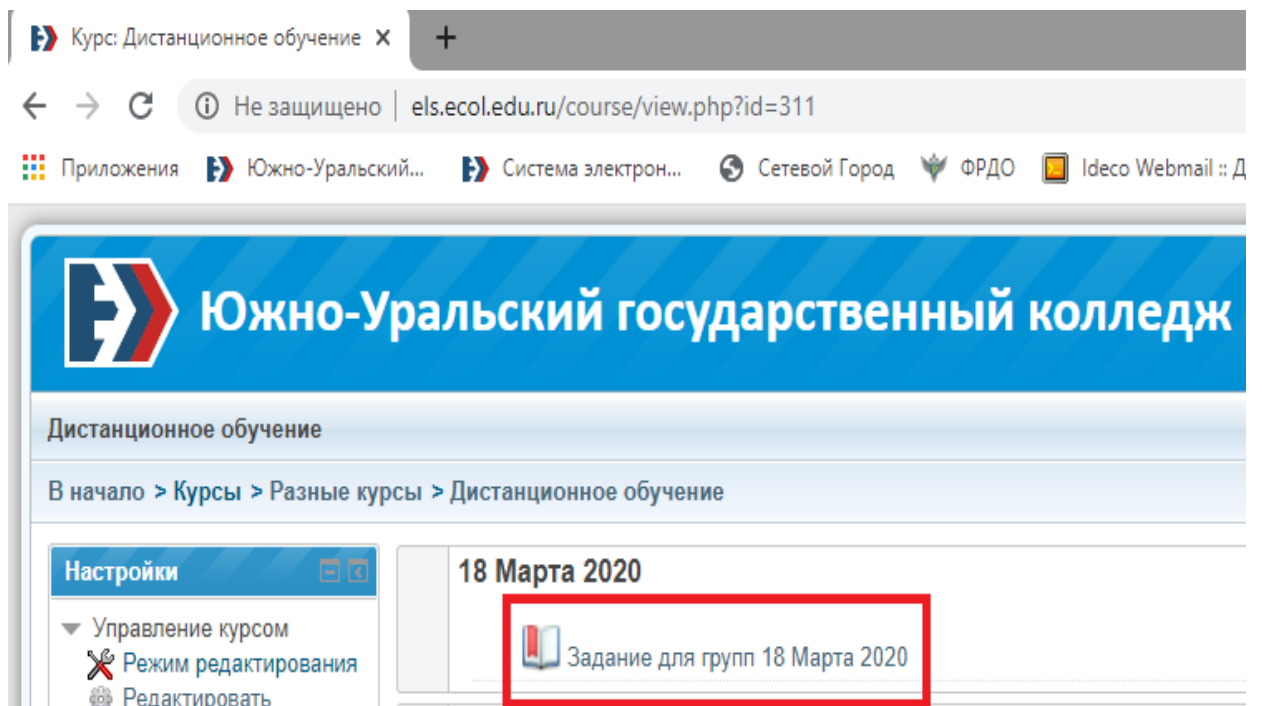 Курс: Дистанционное обучение
Не защищено | els.ecol.edu.ru/course/view.php?id=311
Приложения Южно-Уральский... Система электрон... Сетевой Город ФРДО Ideco Webmail :: Д
Южно-Уральский государственный колледж
Дистанционное обучение
В начало > Курсы > Разные курсы > Дистанционное обучение
Настройки
Управление курсом
Режим редактирования
Редактировать
18 Марта 2020
Задание для групп 18 Марта 2020